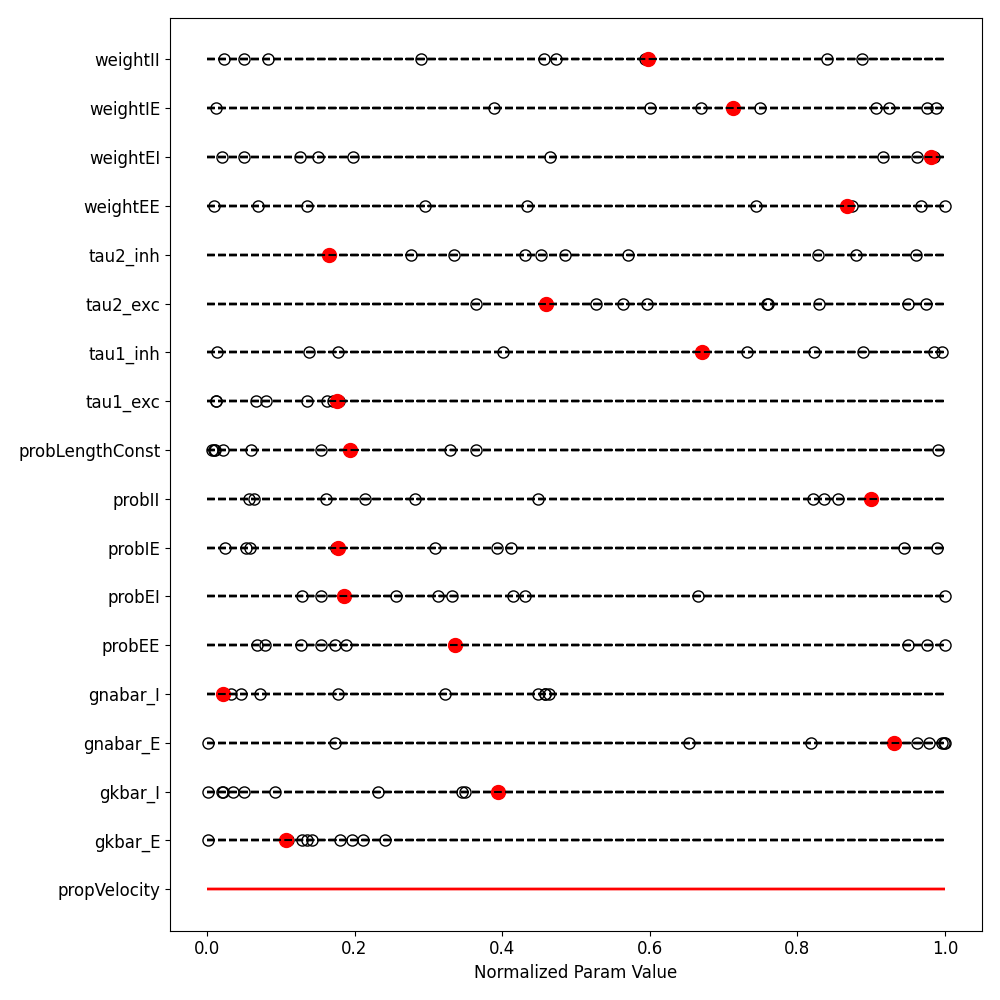 weightII
weightIE
weightEI
weightEE
tau2_inh
tau2_exc
tau1_inh
tau1_exc
probLengthConst
probII
probIE
probEI
probEE
gnabar_I
gnabar_E
gkbar_I
gkbar_E
propVelocity
0.0 0.2 0.4 0.6 0.8 1.0
Normalized Param Value